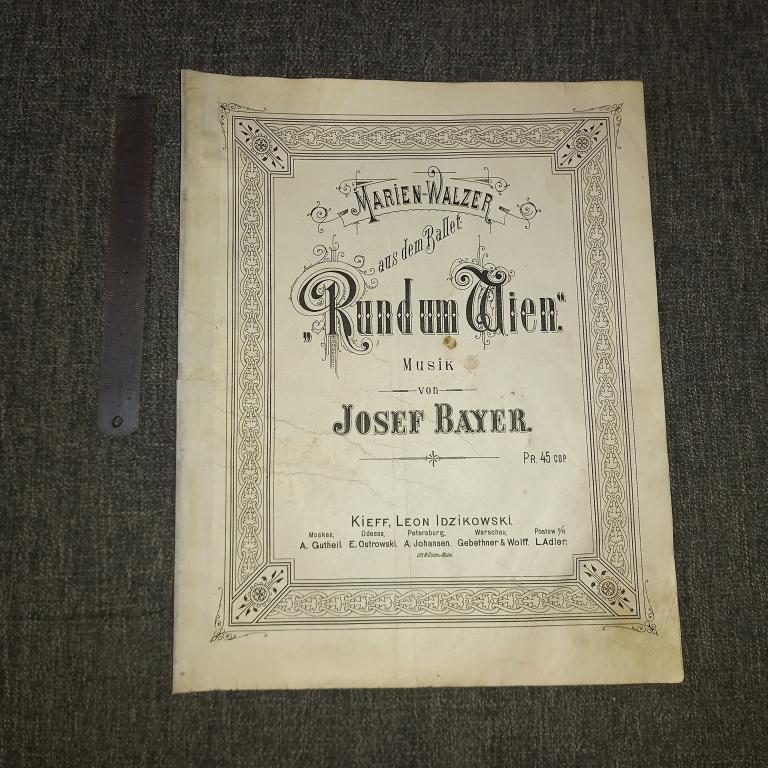 MARIEN-WALZER
aus dem Ballet
„Rund um Wien.“
MUSIK
von
JOSEF BAYER.
PR. 45 COP.
KIEFF, LEON IDZIKOWSKI.
Moskas, Odessa, Petersburg, Warschau, Postow %
A. Gutheil. E. Ostrowski. A. Johansen. Gebethner & Wolff. L.Adler.